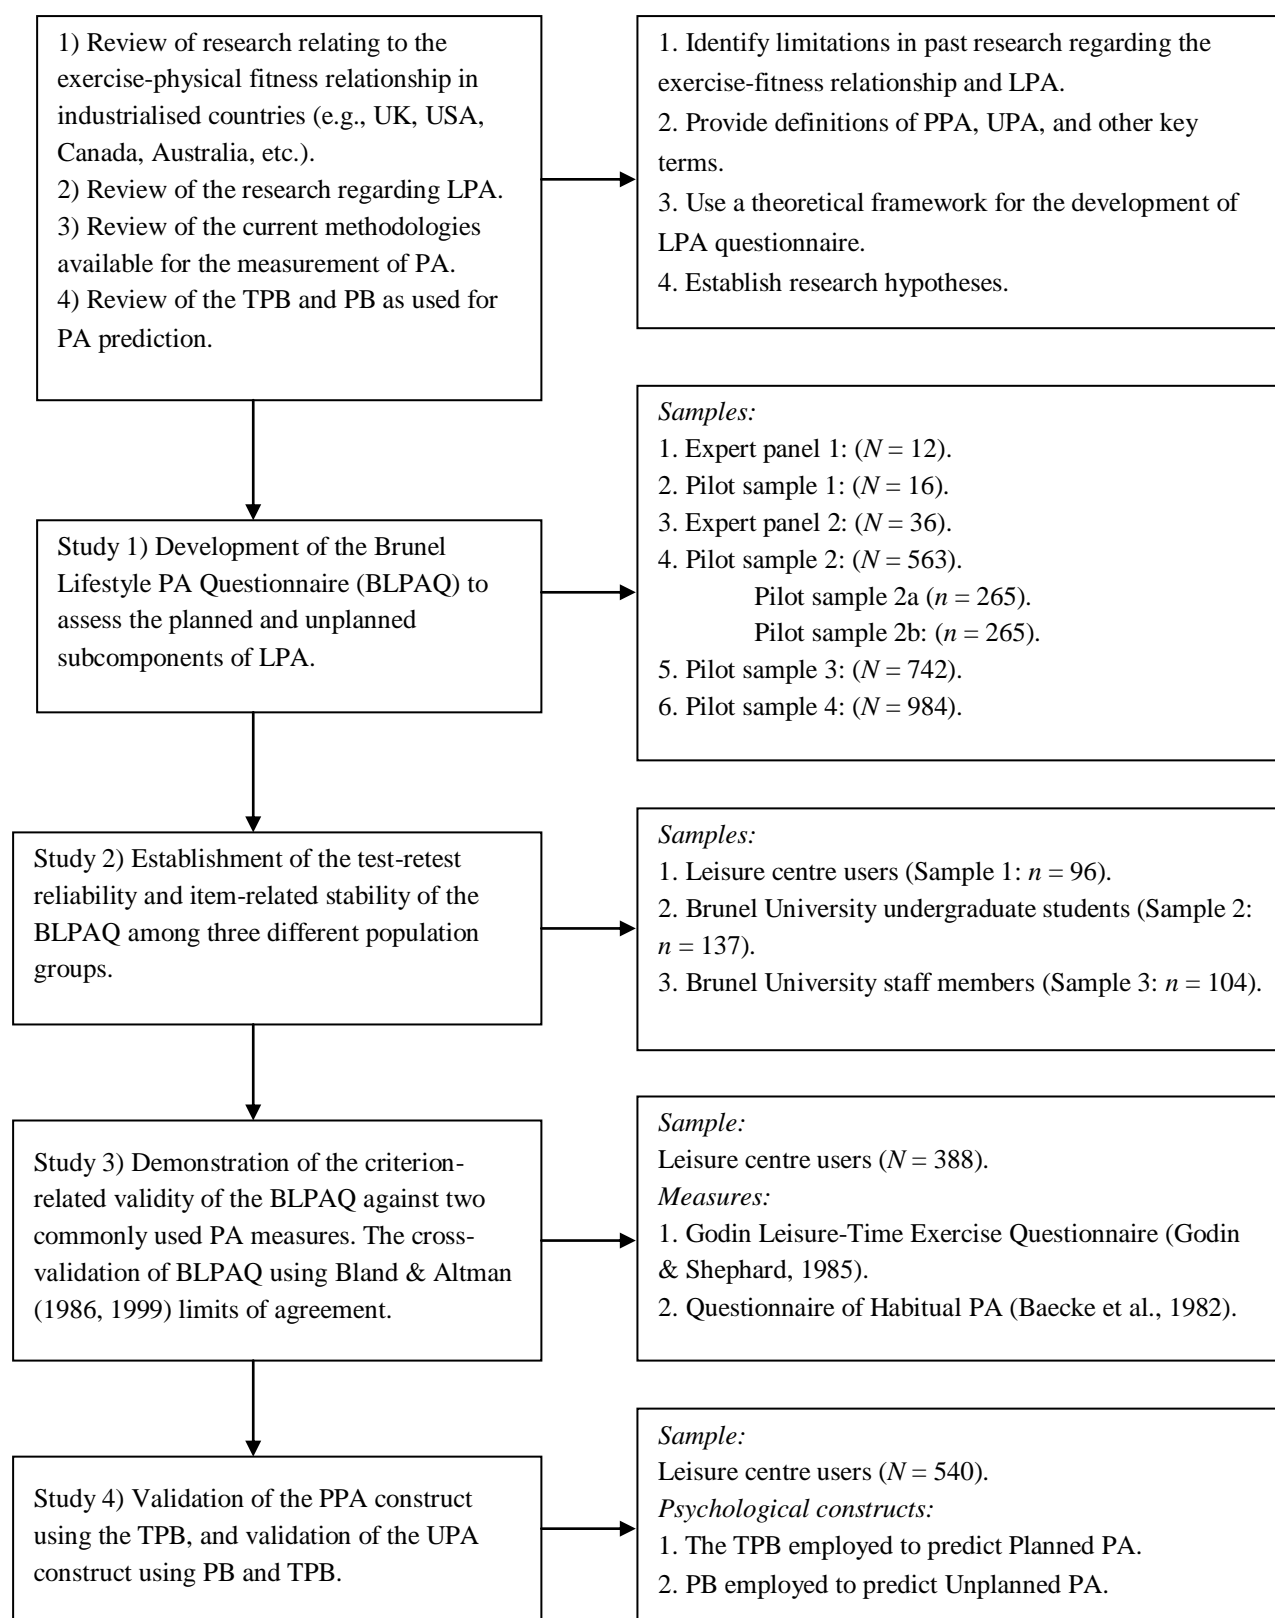 1) Review of research relating to the
exercise-physical fitness relationship in
industrialised countries (e.g., UK, USA,
Canada, Australia, etc.).
2) Review of the research regarding LPA.
3) Review of the current methodologies
available for the measurement of PA.
4) Review of the TPB and PB as used for
PA prediction.
1. Identify limitations in past research regarding the
exercise-fitness relationship and LPA.
2. Provide definitions of PPA, UPA, and other key
terms.
3. Use a theoretical framework for the development of
LPA questionnaire.
4. Establish research hypotheses.
Study 1) Development of the Brunel
Lifestyle PA Questionnaire (BLPAQ) to
assess the planned and unplanned
subcomponents of LPA.
Samples:
1. Expert panel 1: (N = 12).
2. Pilot sample 1: (N = 16).
3. Expert panel 2: (N = 36).
4. Pilot sample 2: (N = 563).
Pilot sample 2a (n = 265).
Pilot sample 2b: (n = 265).
5. Pilot sample 3: (N = 742).
6. Pilot sample 4: (N = 984).
Study 2) Establishment of the test-retest
reliability and item-related stability of the
BLPAQ among three different population
groups.
Samples:
1. Leisure centre users (Sample 1: n = 96).
2. Brunel University undergraduate students (Sample 2:
n = 137).
3. Brunel University staff members (Sample 3: n = 104).
Study 3) Demonstration of the criterion-
related validity of the BLPAQ against two
commonly used PA measures. The cross-
validation of BLPAQ using Bland & Altman
(1986, 1999) limits of agreement.
Sample:
Leisure centre users (N = 388).
Measures:
1. Godin Leisure-Time Exercise Questionnaire (Godin
& Shephard, 1985).
2. Questionnaire of Habitual PA (Baecke et al., 1982).
Study 4) Validation of the PPA construct
using the TPB, and validation of the UPA
construct using PB and TPB.
Sample:
Leisure centre users (N = 540).
Psychological constructs:
1. The TPB employed to predict Planned PA.
2. PB employed to predict Unplanned PA.